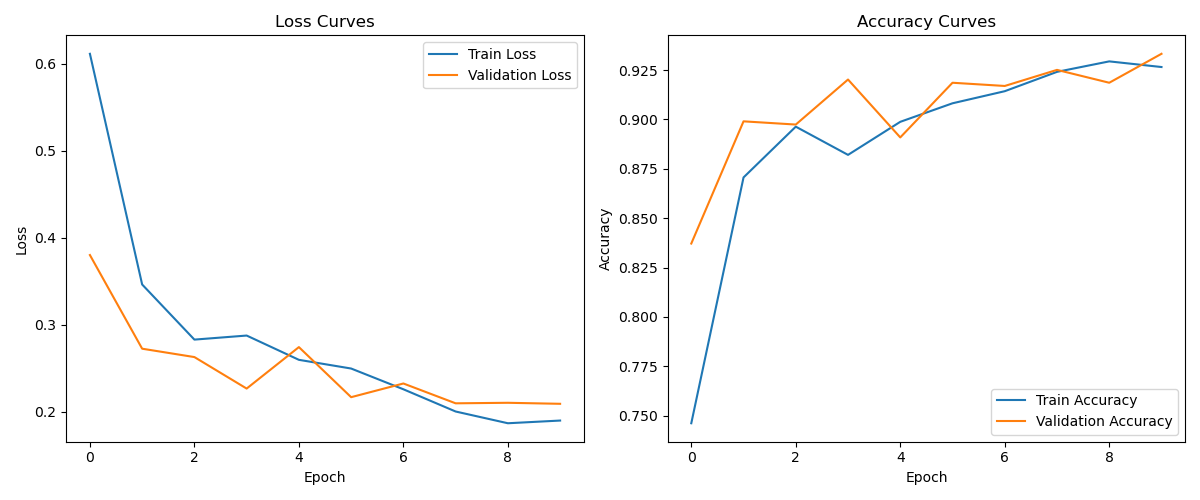 Loss Curves
Loss
0.6
0.5
0.4
0.3
0.2
Train Loss
Validation Loss
0 2 4 6 8
Epoch
Accuracy Curves
Accuracy
0.925
0.900
0.875
0.850
0.825
0.800
0.775
0.750
Train Accuracy
Validation Accuracy
0 2 4 6 8
Epoch